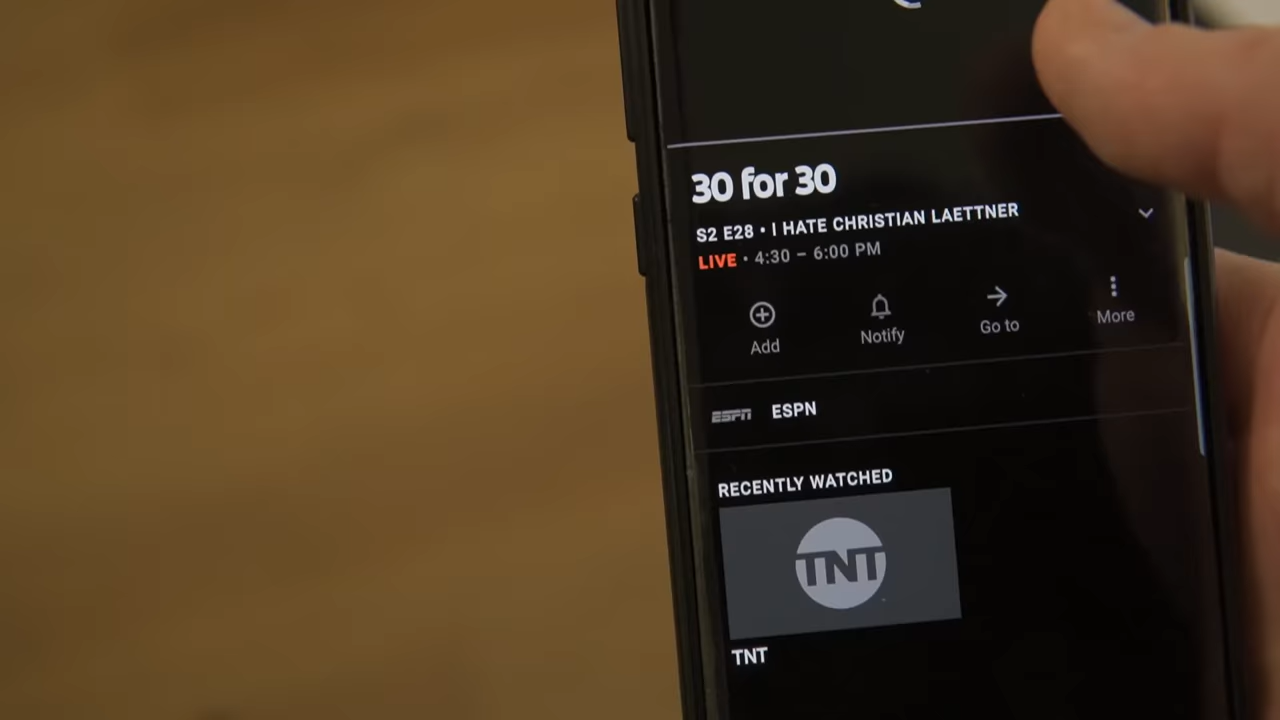 30 for 30
S2 E28 • I HATE CHRISTIAN LAETTNER
LIVE • 4:30 – 6:00 PM
Add
Notify
Go to
More
ESPN ESPN
RECENTLY WATCHED
TNT
TNT